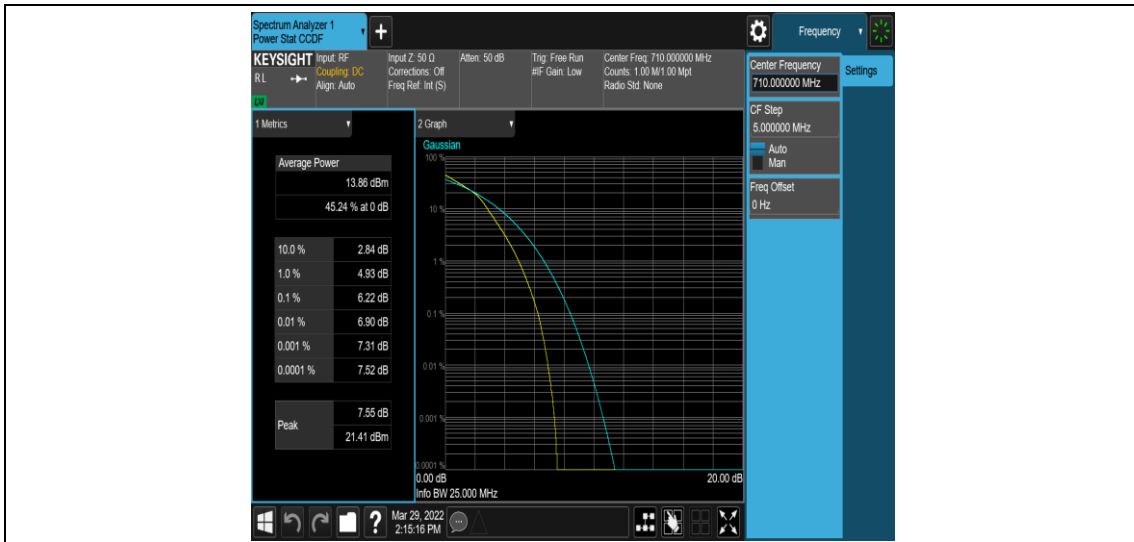 Spectrum Analyzer 1
Power Stat CCDF
+
Frequency
KEYSIGHT
RL
LXI
Input: RF
Coupling: DC
Align: Auto
Input Z: 50 Ω
Corrections: Off
Freq Ref: Int (S)
Atten: 50 dB
Trig: Free Run
#IF Gain: Low
Center Freq: 710.000000 MHz
Counts: 1.00 M/1.00 Mpt
Radio Std: None
Center Frequency
710.000000 MHz
Settings
CF Step
5.000000 MHz
Auto
Man
Freq Offset
0 Hz
1 Metrics
Average Power
13.86 dBm
45.24 % at 0 dB
10.0 % 2.84 dB
1.0 % 4.93 dB
0.1 % 6.22 dB
0.01 % 6.90 dB
0.001 % 7.31 dB
0.0001 % 7.52 dB
Peak
7.55 dB
21.41 dBm
2 Graph
Gaussian
100 %
10 %
1 %
0.1 %
0.01 %
0.001 %
0.0001 %
0.00 dB
20.00 dB
Info BW 25.000 MHz
?
Mar 29, 2022
2:15:16 PM